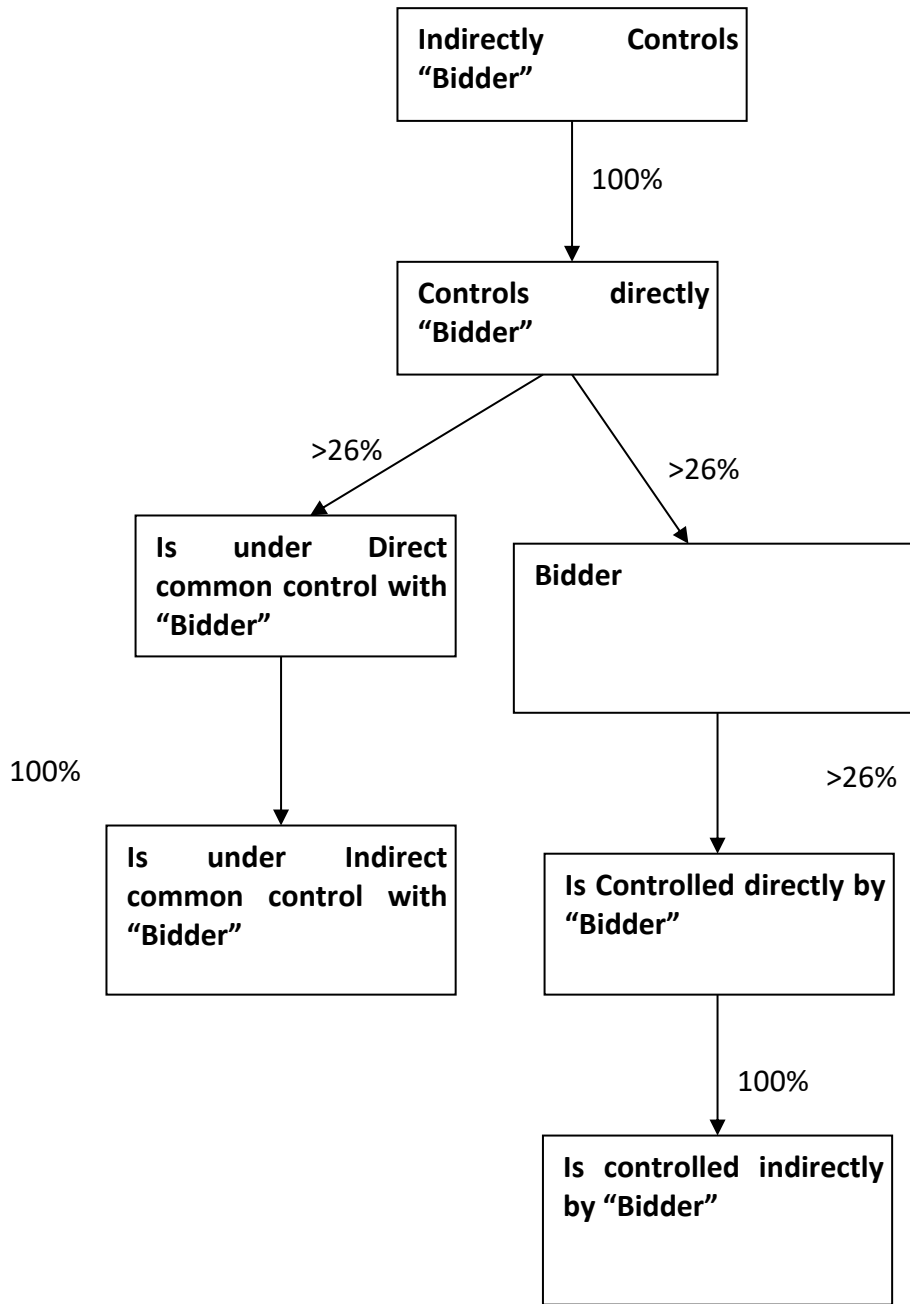 Indirectly Controls
“Bidder”
100%
Controls directly
“Bidder”
>26%
>26%
Is under Direct
common control with
“Bidder”
Bidder
100%
>26%
Is under Indirect
common control with
“Bidder”
Is Controlled directly by
“Bidder”
100%
Is controlled indirectly
by “Bidder”